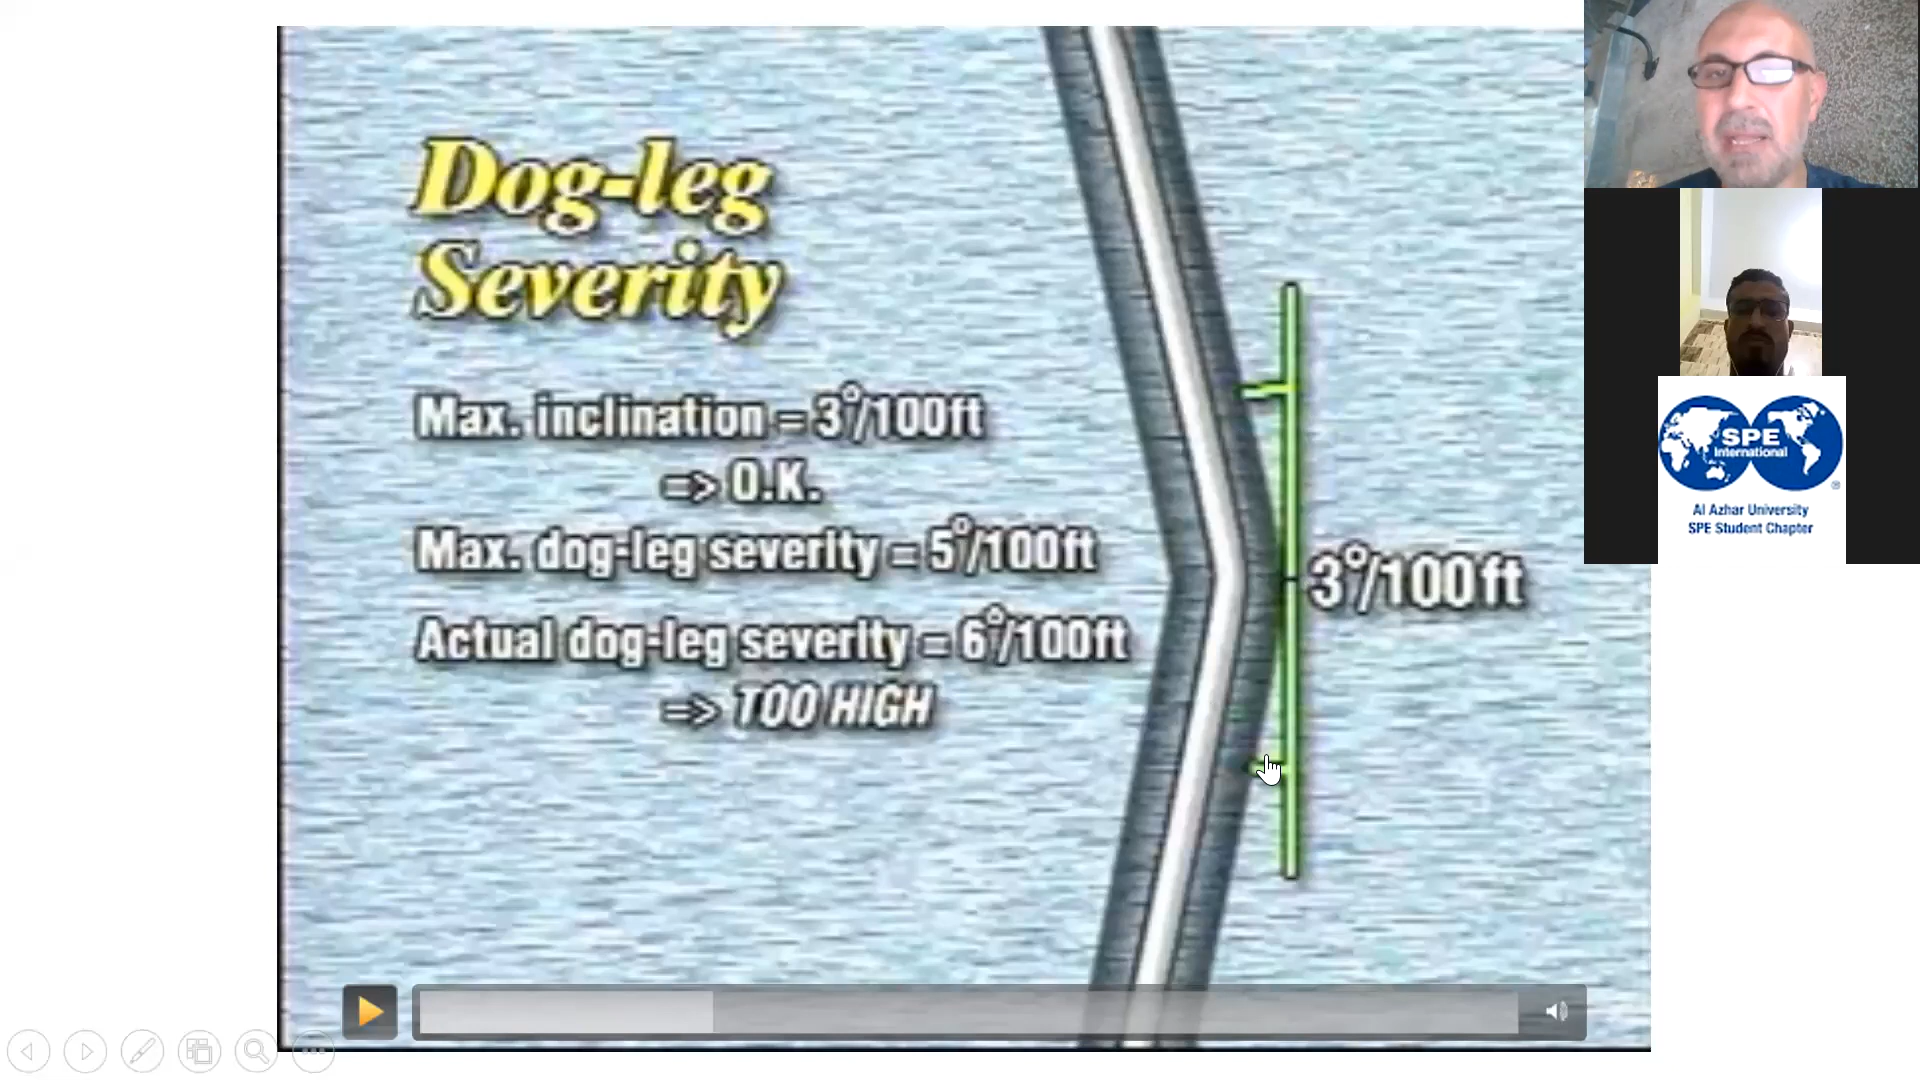 Dog-leg
Severity
Max. inclination = 3°/100ft
=> O.K.
Max. dog-leg severity = 5°/100ft
Actual dog-leg severity = 6°/100ft
=> TOO HIGH
3°/100ft
SPE
International
®
Al Azhar University
SPE Student Chapter